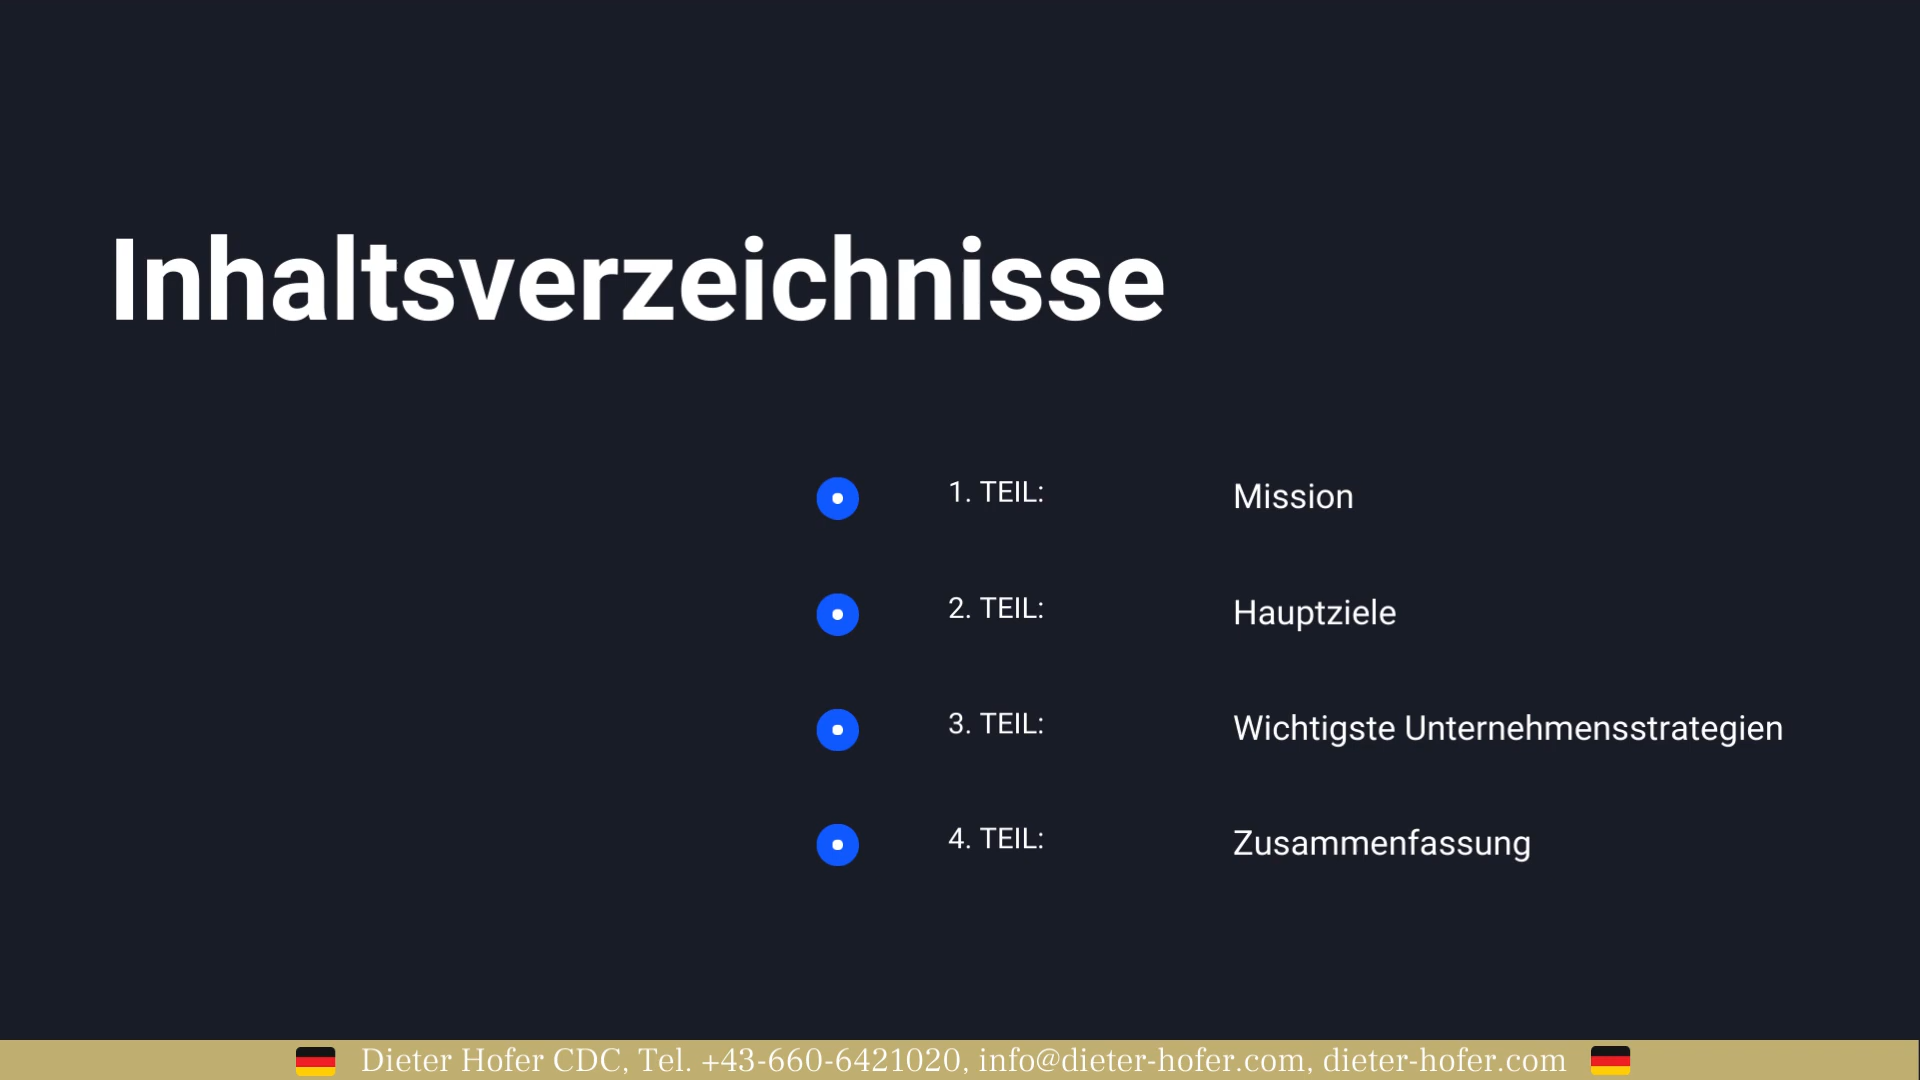 Inhaltsverzeichnisse
1. TEIL: Mission
2. TEIL: Hauptziele
3. TEIL: Wichtigste Unternehmensstrategien
4. TEIL: Zusammenfassung
Dieter Hofer CDC, Tel. +43-660-6421020, info@dieter-hofer.com, dieter-hofer.com